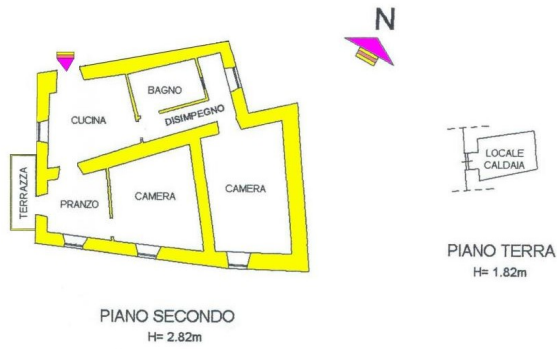 N
BAGNO
CUCINA
DISIMPEGNO
TERRAZZA
PRANZO
CAMERA
CAMERA
PIANO SECONDO
H= 2.82m
LOCALE
CALDAIA
PIANO TERRA
H= 1.82m